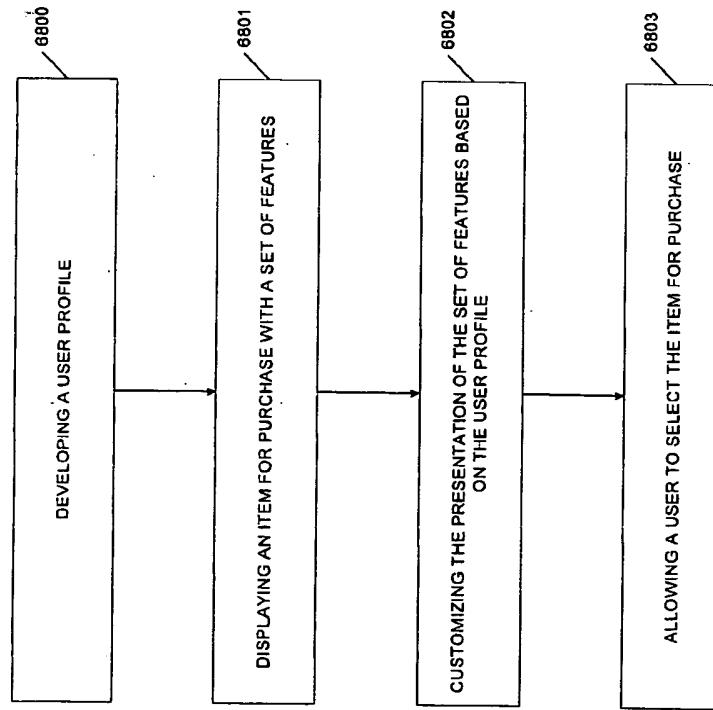 6800
DEVELOPING A USER PROFILE
6801
DISPLAYING AN ITEM FOR PURCHASE WITH A SET OF FEATURES
6802
CUSTOMIZING THE PRESENTATION OF THE SET OF FEATURES BASED
ON THE USER PROFILE
6803
ALLOWING A USER TO SELECT THE ITEM FOR PURCHASE